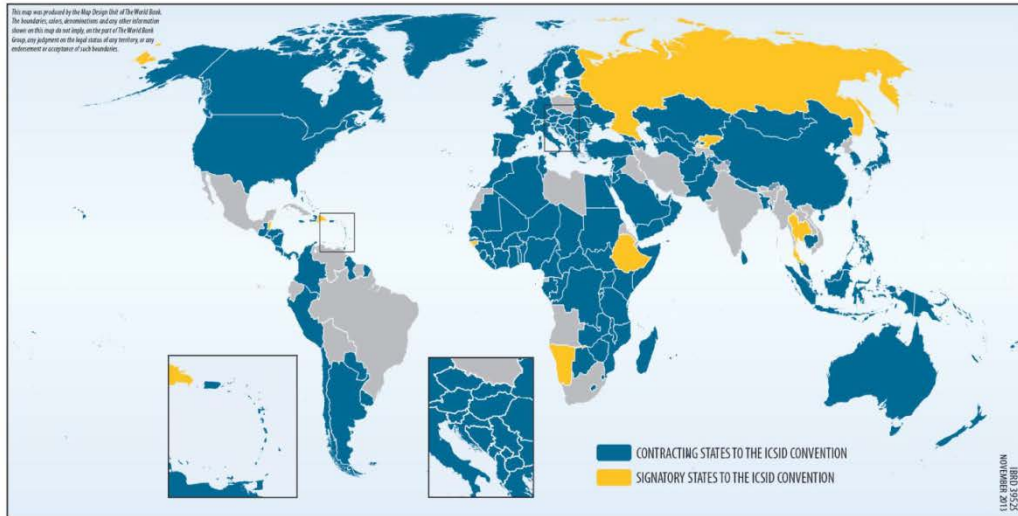 This map was produced by the Map Design Unit of The World Bank.
The boundaries, colors, denominations and any other information
shown on this map do not imply, on the part of The World Bank
Group, any judgment on the legal status of any territory, or any
endorsement or acceptance of such boundaries.
CONTRACTING STATES TO THE ICSID CONVENTION
SIGNATORY STATES TO THE ICSID CONVENTION
IBRD 39525
NOVEMBER 2013